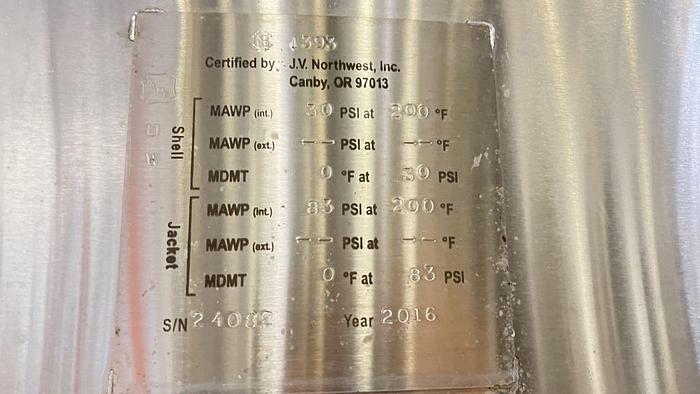 NB 4393
Certified by: J.V. Northwest, Inc.
Canby, OR 97013
U
W
Shell
MAWP (int.) 30 PSI at 200 °F
MAWP (ext.) --- PSI at --- °F
MDMT 0 °F at 30 PSI
Jacket
MAWP (int.) 83 PSI at 200 °F
MAWP (ext.) --- PSI at --- °F
MDMT 0 °F at 83 PSI
S/N 24082 Year 2016